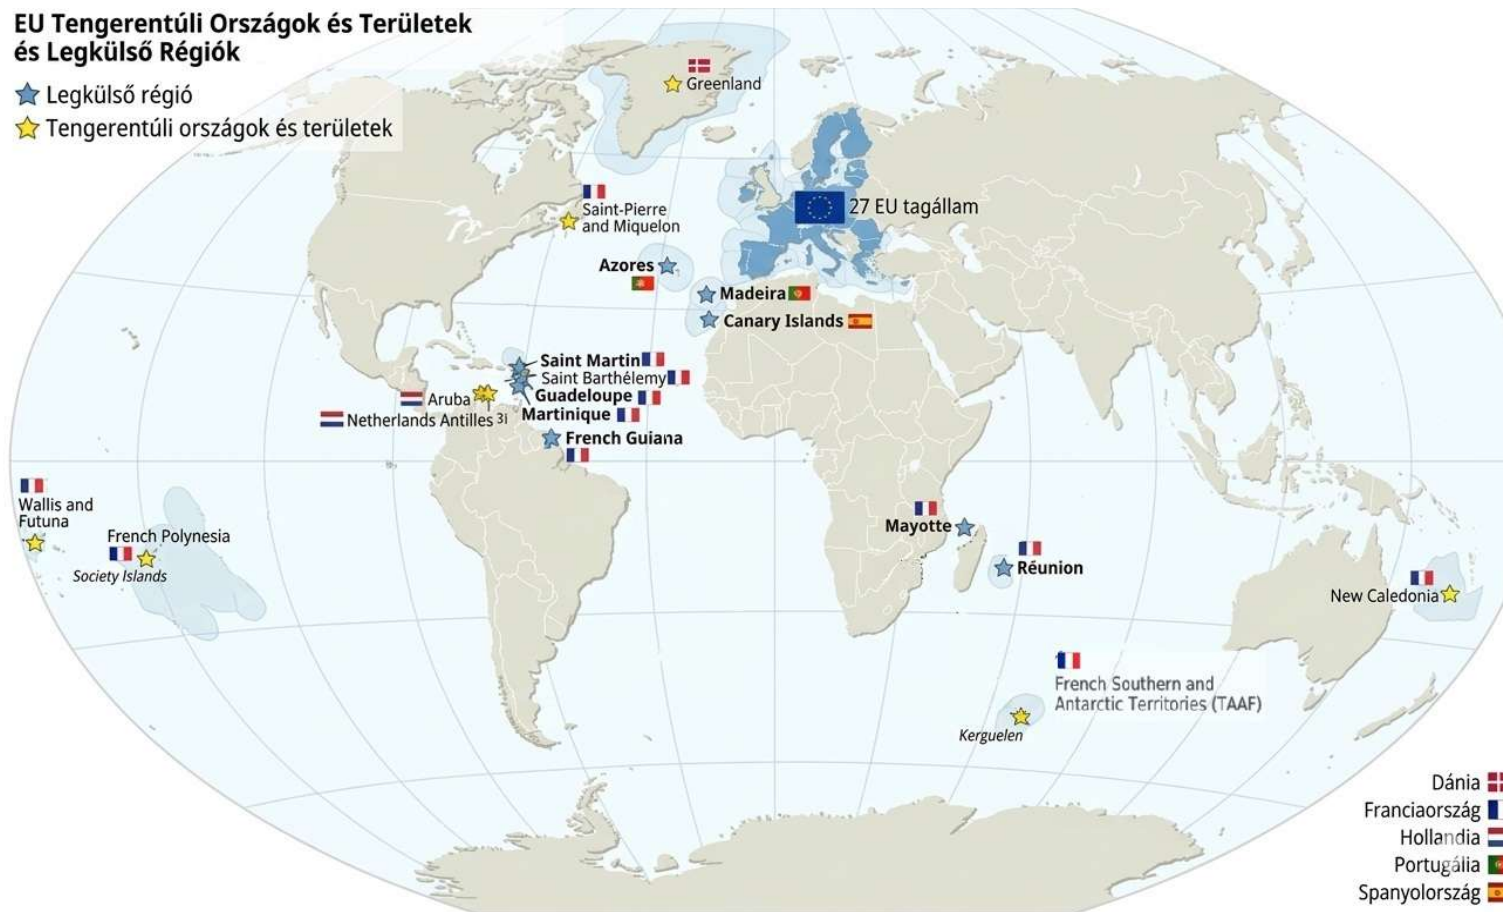 EU Tengerentúli Országok és Területek
és Legkülső Régiók
Legkülső régió
Tengerentúli országok és területek
Greenland
Saint-Pierre
and Miquelon
27 EU tagállam
Azores
Madeira
Canary Islands
Saint Martin
Saint Barthélemy
Guadeloupe
Aruba
Martinique
Netherlands Antilles 3)
French Guiana
Wallis and
Futuna
French Polynesia
Society Islands
Mayotte
Réunion
New Caledonia
French Southern and
Antarctic Territories (TAAF)
Kerguelen
Dánia
Franciaország
Hollandia
Portugália
Spanyolország